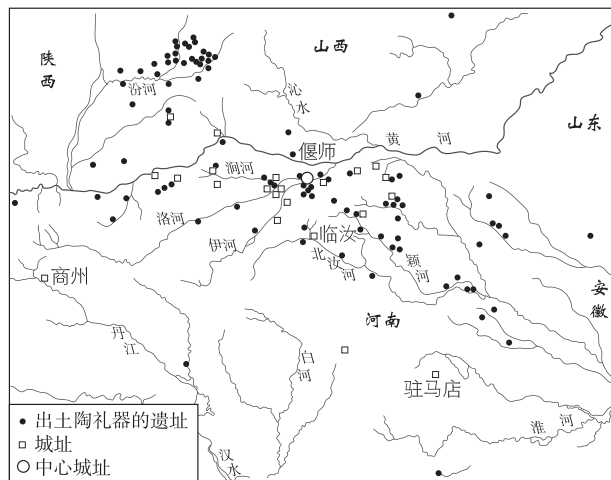 陕西
山西
山东
安徽
河南
汾河
沁水
黄河
偃师
涧河
洛河
伊河
临汝
北汝河
颍河
商州
丹江
白河
驻马店
淮河
汉水
出土陶礼器的遗址
城址
中心城址